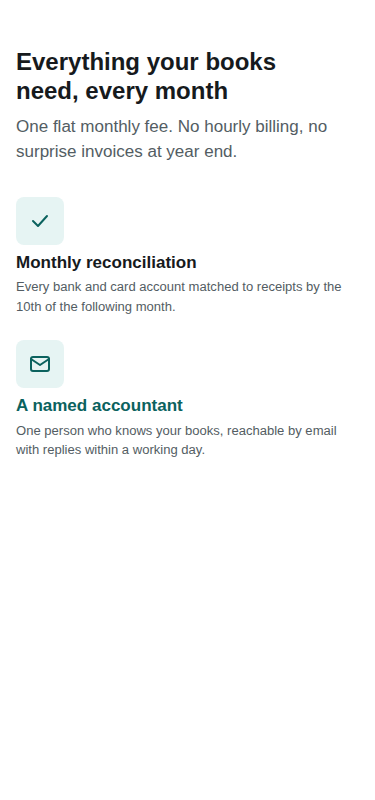 Everything your books
need, every month
One flat monthly fee. No hourly billing, no
surprise invoices at year end.
Monthly reconciliation
Every bank and card account matched to receipts by the
10th of the following month.
A named accountant
One person who knows your books, reachable by email
with replies within a working day.